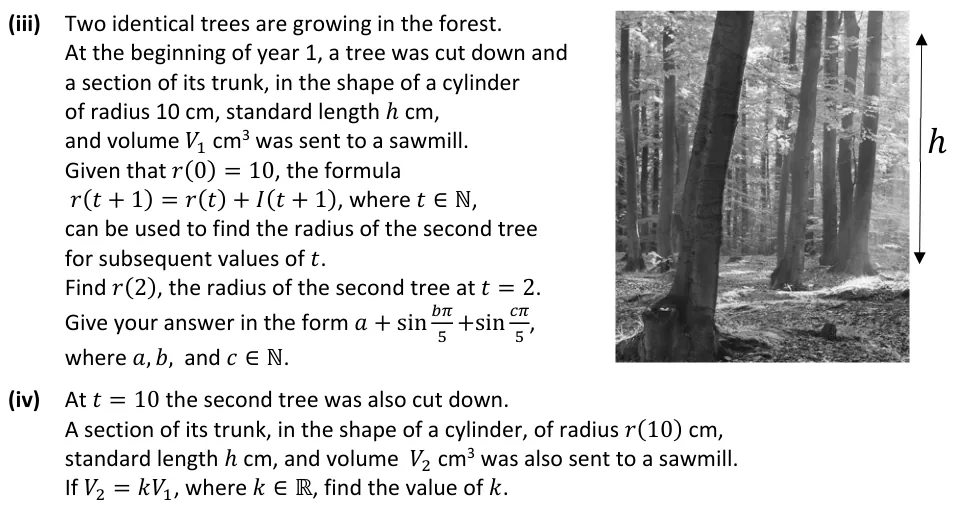 (iii) Two identical trees are growing in the forest.
At the beginning of year 1, a tree was cut down and
a section of its trunk, in the shape of a cylinder
of radius 10 cm, standard length ℎ cm,
and volume 𝑉₁ cm³ was sent to a sawmill.
Given that 𝑟(0) = 10, the formula
𝑟(𝑡 + 1) = 𝑟(𝑡) + 𝐼(𝑡 + 1), where 𝑡 ∈ ℕ,
can be used to find the radius of the second tree
for subsequent values of 𝑡.
Find 𝑟(2), the radius of the second tree at 𝑡 = 2.
Give your answer in the form 𝑎 + sin 𝑏𝜋/5 + sin 𝑐𝜋/5,
where 𝑎, 𝑏, and 𝑐 ∈ ℕ.
ℎ
(iv) At 𝑡 = 10 the second tree was also cut down.
A section of its trunk, in the shape of a cylinder, of radius 𝑟(10) cm,
standard length ℎ cm, and volume 𝑉₂ cm³ was also sent to a sawmill.
If 𝑉₂ = 𝑘𝑉₁, where 𝑘 ∈ ℝ, find the value of 𝑘.